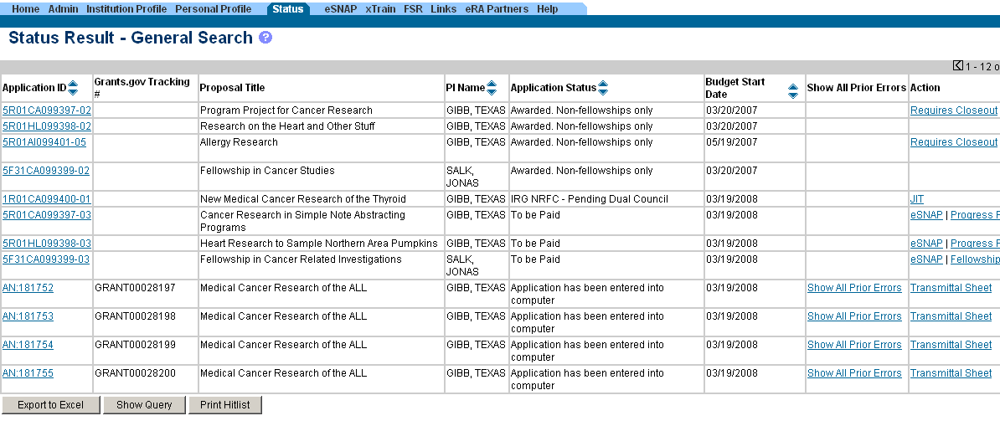 Home Admin Institution Profile Personal Profile Status eSNAP xTrain FSR Links eRA Partners Help
Status Result - General Search ?
1 - 12 o
Application ID Grants.gov Tracking # Proposal Title PI Name Application Status Budget Start Date Show All Prior Errors Action
5R01CA099397-02 Program Project for Cancer Research GIBB, TEXAS Awarded. Non-fellowships only 03/20/2007 Requires Closeout
5R01HL099398-02 Research on the Heart and Other Stuff GIBB, TEXAS Awarded. Non-fellowships only 03/20/2007
5R01AI099401-05 Allergy Research GIBB, TEXAS Awarded. Non-fellowships only 05/19/2007 Requires Closeout
5F31CA099399-02 Fellowship in Cancer Studies SALK, JONAS Awarded. Non-fellowships only 03/20/2007
1R01CA099400-01 New Medical Cancer Research of the Thyroid GIBB, TEXAS IRG NRFC - Pending Dual Council 03/19/2008 JIT
5R01CA099397-03 Cancer Research in Simple Note Abstracting Programs GIBB, TEXAS To be Paid 03/19/2008 eSNAP | Progress F
5R01HL099398-03 Heart Research to Sample Northern Area Pumpkins GIBB, TEXAS To be Paid 03/19/2008 eSNAP | Progress F
5F31CA099399-03 Fellowship in Cancer Related Investigations SALK, JONAS To be Paid 03/19/2008 eSNAP | Fellowship
AN:181752 GRANT00028197 Medical Cancer Research of the ALL GIBB, TEXAS Application has been entered into computer 03/19/2008 Show All Prior Errors Transmittal Sheet
AN:181753 GRANT00028198 Medical Cancer Research of the ALL GIBB, TEXAS Application has been entered into computer 03/19/2008 Show All Prior Errors Transmittal Sheet
AN:181754 GRANT00028199 Medical Cancer Research of the ALL GIBB, TEXAS Application has been entered into computer 03/19/2008 Show All Prior Errors Transmittal Sheet
AN:181755 GRANT00028200 Medical Cancer Research of the ALL GIBB, TEXAS Application has been entered into computer 03/19/2008 Show All Prior Errors Transmittal Sheet
Export to Excel Show Query Print Hitlist